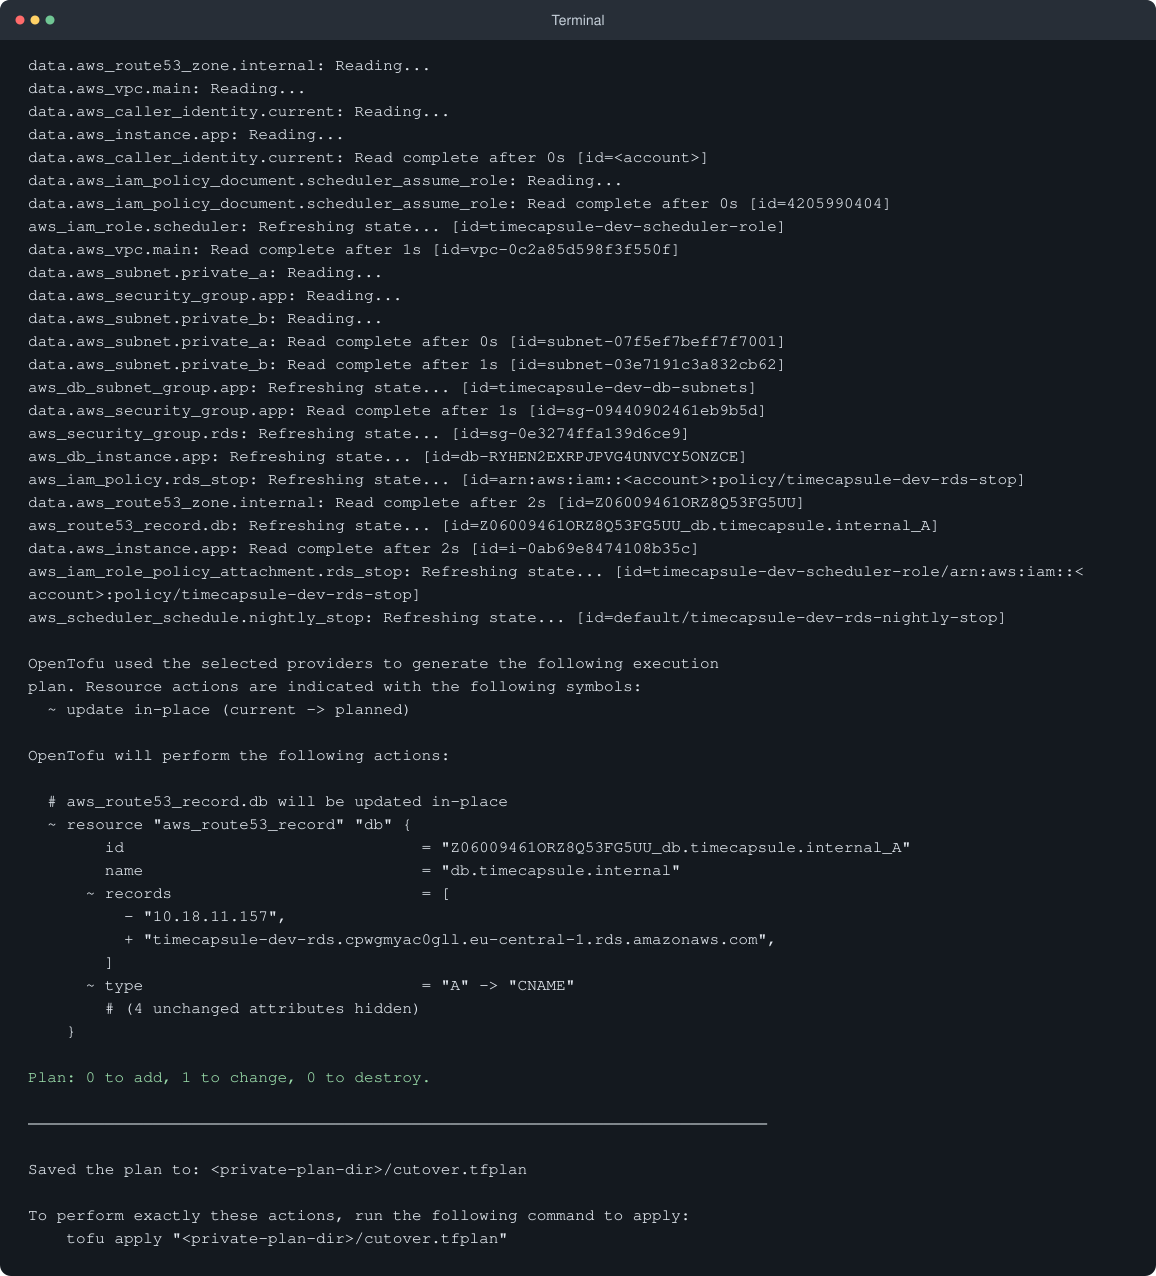 Terminal
data.aws_route53_zone.internal: Reading...
data.aws_vpc.main: Reading...
data.aws_caller_identity.current: Reading...
data.aws_instance.app: Reading...
data.aws_caller_identity.current: Read complete after 0s [id=<account>]
data.aws_iam_policy_document.scheduler_assume_role: Reading...
data.aws_iam_policy_document.scheduler_assume_role: Read complete after 0s [id=4205990404]
aws_iam_role.scheduler: Refreshing state... [id=timecapsule-dev-scheduler-role]
data.aws_vpc.main: Read complete after 1s [id=vpc-0c2a85d598f3f550f]
data.aws_subnet.private_a: Reading...
data.aws_security_group.app: Reading...
data.aws_subnet.private_b: Reading...
data.aws_subnet.private_a: Read complete after 0s [id=subnet-07f5ef7beff7f7001]
data.aws_subnet.private_b: Read complete after 1s [id=subnet-03e7191c3a832cb62]
aws_db_subnet_group.app: Refreshing state... [id=timecapsule-dev-db-subnets]
data.aws_security_group.app: Read complete after 1s [id=sg-09440902461eb9b5d]
aws_security_group.rds: Refreshing state... [id=sg-0e3274ffa139d6ce9]
aws_db_instance.app: Refreshing state... [id=db-RYHEN2EXRPJPVG4UNVCY5ONZCE]
aws_iam_policy.rds_stop: Refreshing state... [id=arn:aws:iam::<account>:policy/timecapsule-dev-rds-stop]
data.aws_route53_zone.internal: Read complete after 2s [id=Z06009461ORZ8Q53FG5UU]
aws_route53_record.db: Refreshing state... [id=Z06009461ORZ8Q53FG5UU_db.timecapsule.internal_A]
data.aws_instance.app: Read complete after 2s [id=i-0ab69e8474108b35c]
aws_iam_role_policy_attachment.rds_stop: Refreshing state... [id=timecapsule-dev-scheduler-role/arn:aws:iam::<
account>:policy/timecapsule-dev-rds-stop]
aws_scheduler_schedule.nightly_stop: Refreshing state... [id=default/timecapsule-dev-rds-nightly-stop]
OpenTofu used the selected providers to generate the following execution
plan. Resource actions are indicated with the following symbols:
~ update in-place (current -> planned)
OpenTofu will perform the following actions:
# aws_route53_record.db will be updated in-place
~ resource "aws_route53_record" "db" {
id = "Z06009461ORZ8Q53FG5UU_db.timecapsule.internal_A"
name = "db.timecapsule.internal"
~ records = [
- "10.18.11.157",
+ "timecapsule-dev-rds.cpwgmyac0gll.eu-central-1.rds.amazonaws.com",
]
~ type = "A" -> "CNAME"
# (4 unchanged attributes hidden)
}
Plan: 0 to add, 1 to change, 0 to destroy.
Saved the plan to: <private-plan-dir>/cutover.tfplan
To perform exactly these actions, run the following command to apply:
tofu apply "<private-plan-dir>/cutover.tfplan"